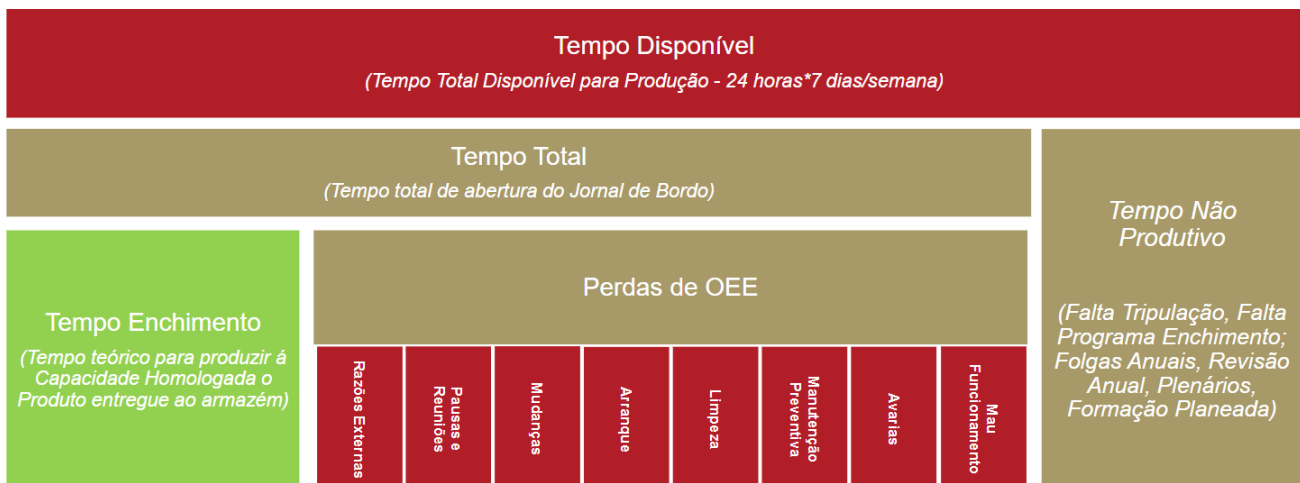 Tempo Disponível
(Tempo Total Disponível para Produção - 24 horas*7 dias/semana)
Tempo Total
(Tempo total de abertura do Jornal de Bordo)
Tempo Não
Produtivo
(Falta Tripulação, Falta
Programa Enchimento;
Folgas Anuais, Revisão
Anual, Plenários,
Formação Planeada)
Tempo Enchimento
(Tempo teórico para produzir á
Capacidade Homologada o
Produto entregue ao armazém)
Perdas de OEE
Razões Externas
Pausas e
Reuniões
Mudanças
Arranque
Limpeza
Manutenção
Preventiva
Avarias
Mau
Funcionamento